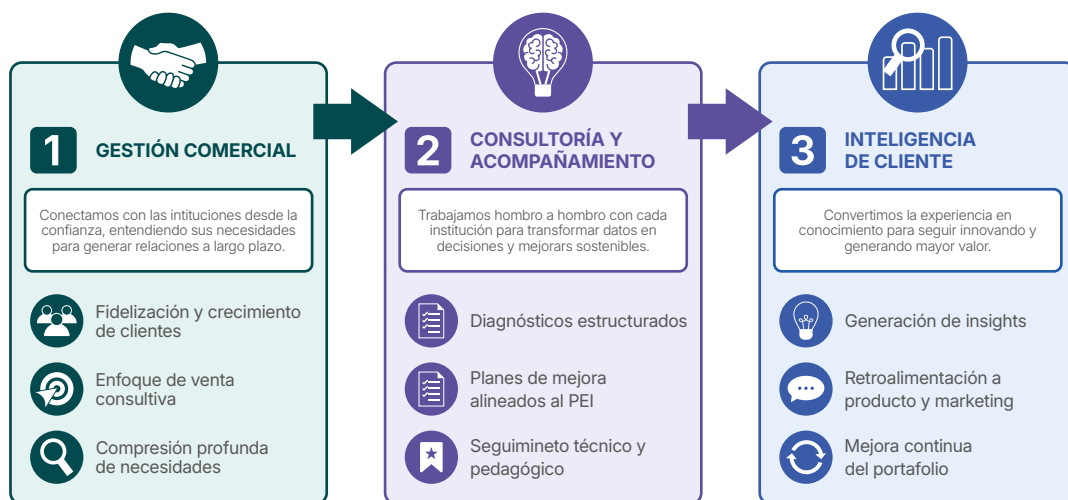 1
GESTIÓN COMERCIAL
Conectamos con las intituciones desde la
confianza, entendiendo sus necesidades
para generar relaciones a largo plazo.
Fidelización y crecimiento
de clientes
Enfoque de venta
consultiva
Compresión profunda
de necesidades
2
CONSULTORÍA Y
ACOMPAÑAMIENTO
Trabajamos hombro a hombro con cada
institución para transformar datos en
decisiones y mejorars sostenibles.
Diagnósticos estructurados
Planes de mejora
alineados al PEI
Seguimineto técnico y
pedagógico
3
INTELIGENCIA
DE CLIENTE
Convertimos la experiencia en
conocimiento para seguir innovando y
generando mayor valor.
Generación de insights
Retroalimentación a
producto y marketing
Mejora continua
del portafolio